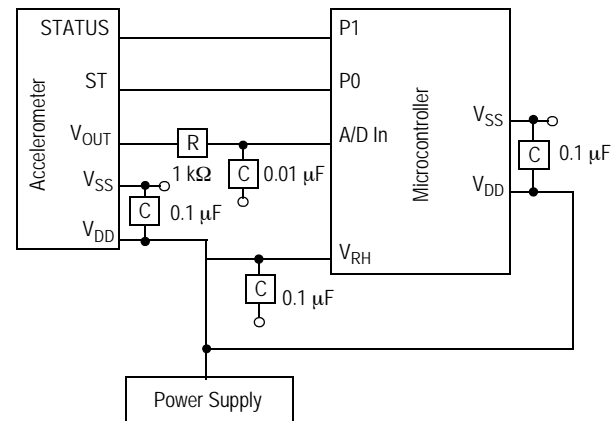 STATUS
ST
V_OUT
V_SS
V_DD
Accelerometer
R
1 kΩ
C
0.01 µF
C
0.1 µF
P1
P0
A/D In
V_RH
Microcontroller
V_SS
V_DD
C
0.1 µF
C
0.1 µF
Power Supply